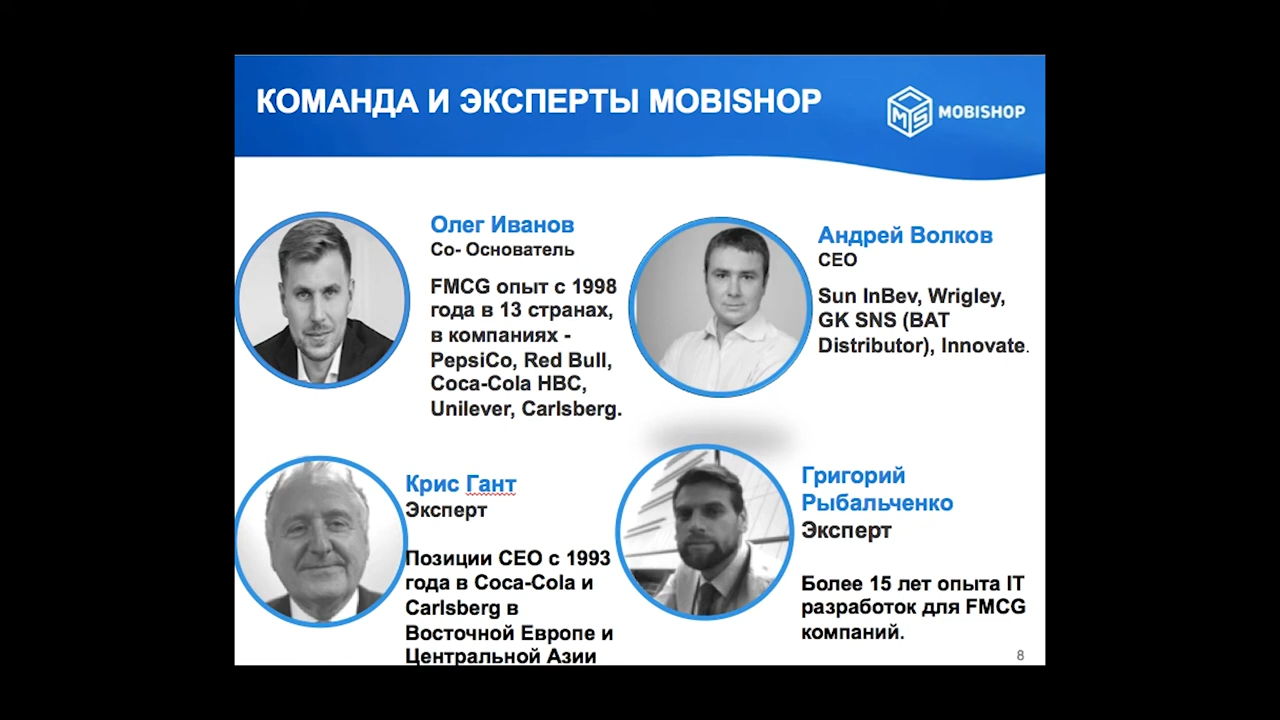 КОМАНДА И ЭКСПЕРТЫ MOBISHOP
MS MOBISHOP
Олег Иванов
Со- Основатель
FMCG опыт с 1998
года в 13 странах,
в компаниях -
PepsiCo, Red Bull,
Coca-Cola HBC,
Unilever, Carlsberg.
Андрей Волков
CEO
Sun InBev, Wrigley,
GK SNS (BAT
Distributor), Innovate.
Крис Гант
Эксперт
Позиции CEO с 1993
года в Coca-Cola и
Carlsberg в
Восточной Европе и
Центральной Азии
Григорий
Рыбальченко
Эксперт
Более 15 лет опыта IT
разработок для FMCG
компаний.
8